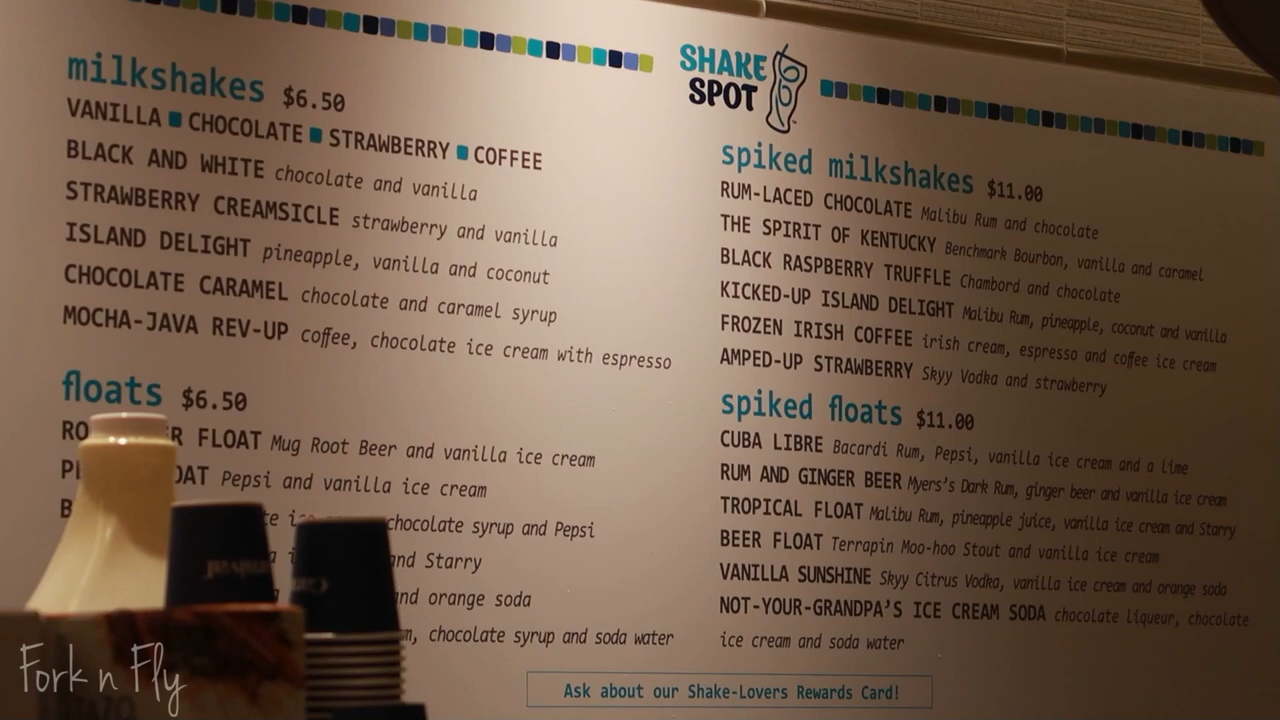 SHAKE
SPOT
milkshakes $6.50
VANILLA ■ CHOCOLATE ■ STRAWBERRY ■ COFFEE
BLACK AND WHITE chocolate and vanilla
STRAWBERRY CREAMSICLE strawberry and vanilla
ISLAND DELIGHT pineapple, vanilla and coconut
CHOCOLATE CARAMEL chocolate and caramel syrup
MOCHA-JAVA REV-UP coffee, chocolate ice cream with espresso
floats $6.50
FLOAT Mug Root Beer and vanilla ice cream
Pepsi and vanilla ice cream
chocolate syrup and Pepsi
and Starry
and orange soda
chocolate syrup and soda water
spiked milkshakes $11.00
RUM-LACED CHOCOLATE Malibu Rum and chocolate
THE SPIRIT OF KENTUCKY Benchmark Bourbon, vanilla and caramel
BLACK RASPBERRY TRUFFLE Chambord and chocolate
KICKED-UP ISLAND DELIGHT Malibu Rum, pineapple, coconut and vanilla
FROZEN IRISH COFFEE irish cream, espresso and coffee ice cream
AMPED-UP STRAWBERRY Skyy Vodka and strawberry
spiked floats $11.00
CUBA LIBRE Bacardi Rum, Pepsi, vanilla ice cream and a lime
RUM AND GINGER BEER Myers's Dark Rum, ginger beer and vanilla ice cream
TROPICAL FLOAT Malibu Rum, pineapple juice, vanilla ice cream and Starry
BEER FLOAT Terrapin Moo-hoo Stout and vanilla ice cream
VANILLA SUNSHINE Skyy Citrus Vodka, vanilla ice cream and orange soda
NOT-YOUR-GRANDPA'S ICE CREAM SODA chocolate liqueur, chocolate
ice cream and soda water
Ask about our Shake-Lovers Rewards Card!
Fork n Fly